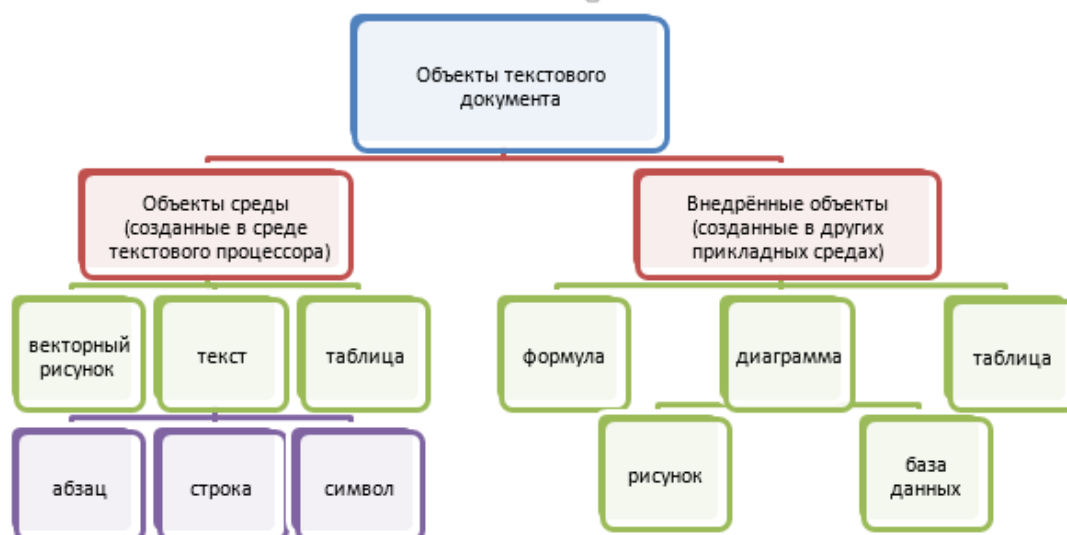 Объекты текстового
документа
Объекты среды
(созданные в среде
текстового процессора)
Внедрённые объекты
(созданные в других
прикладных средах)
векторный
рисунок
текст
таблица
формула
диаграмма
таблица
абзац
строка
символ
рисунок
база
данных